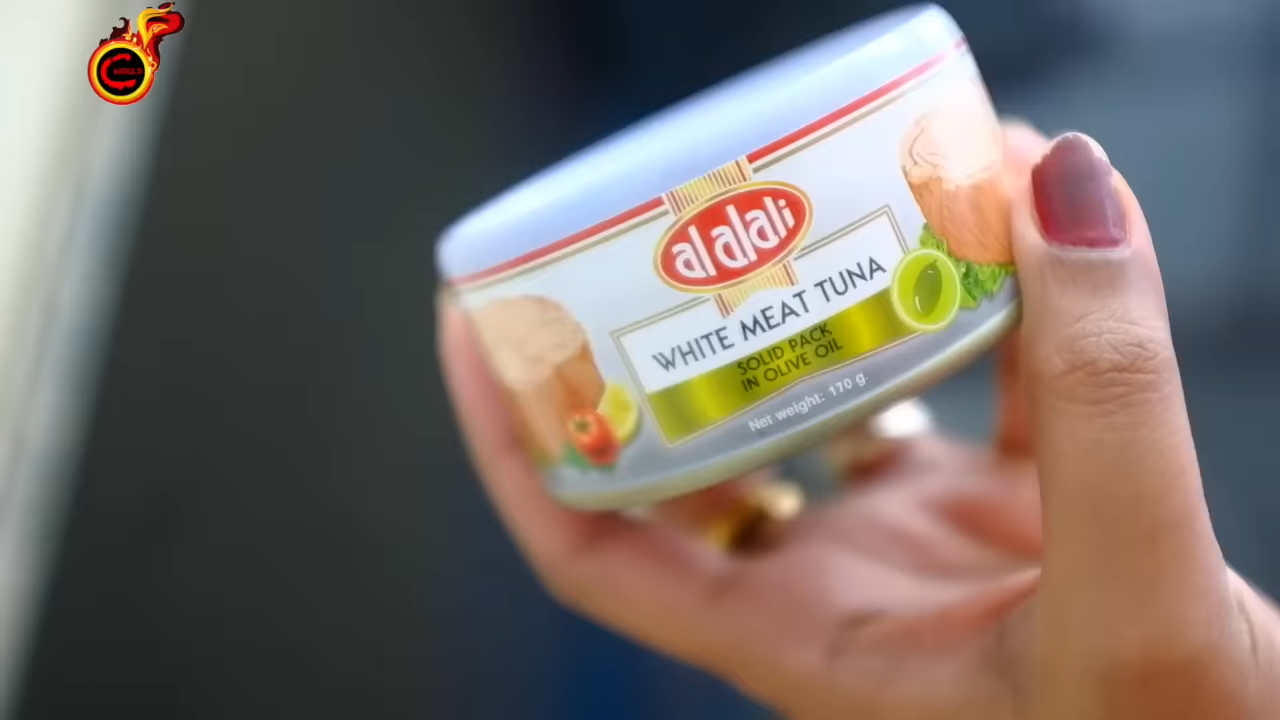 al alali
WHITE MEAT TUNA
SOLID PACK
IN OLIVE OIL
Net weight: 170 g